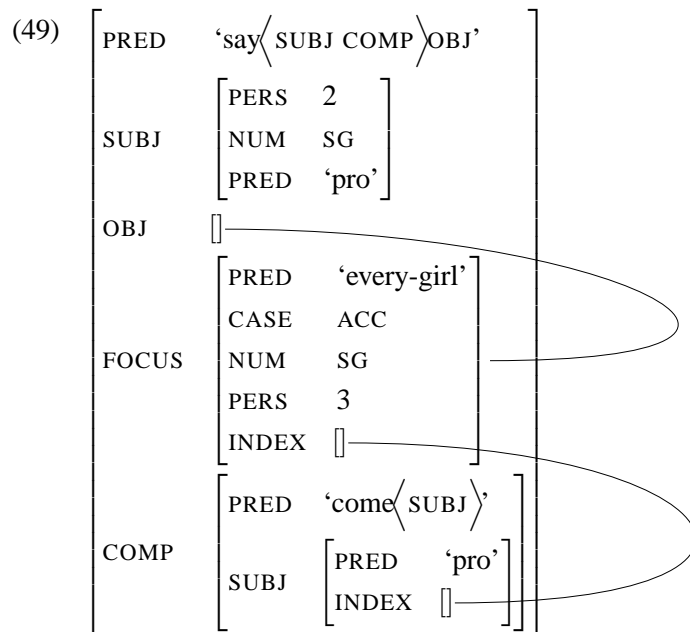 (49)
PRED ‘say⟨SUBJ COMP⟩OBJ’
PERS 2
SUBJ NUM SG
PRED ‘pro’
OBJ []
PRED ‘every-girl’
CASE ACC
FOCUS NUM SG
PERS 3
INDEX []
PRED ‘come⟨SUBJ⟩’
COMP
PRED ‘pro’
SUBJ
INDEX []